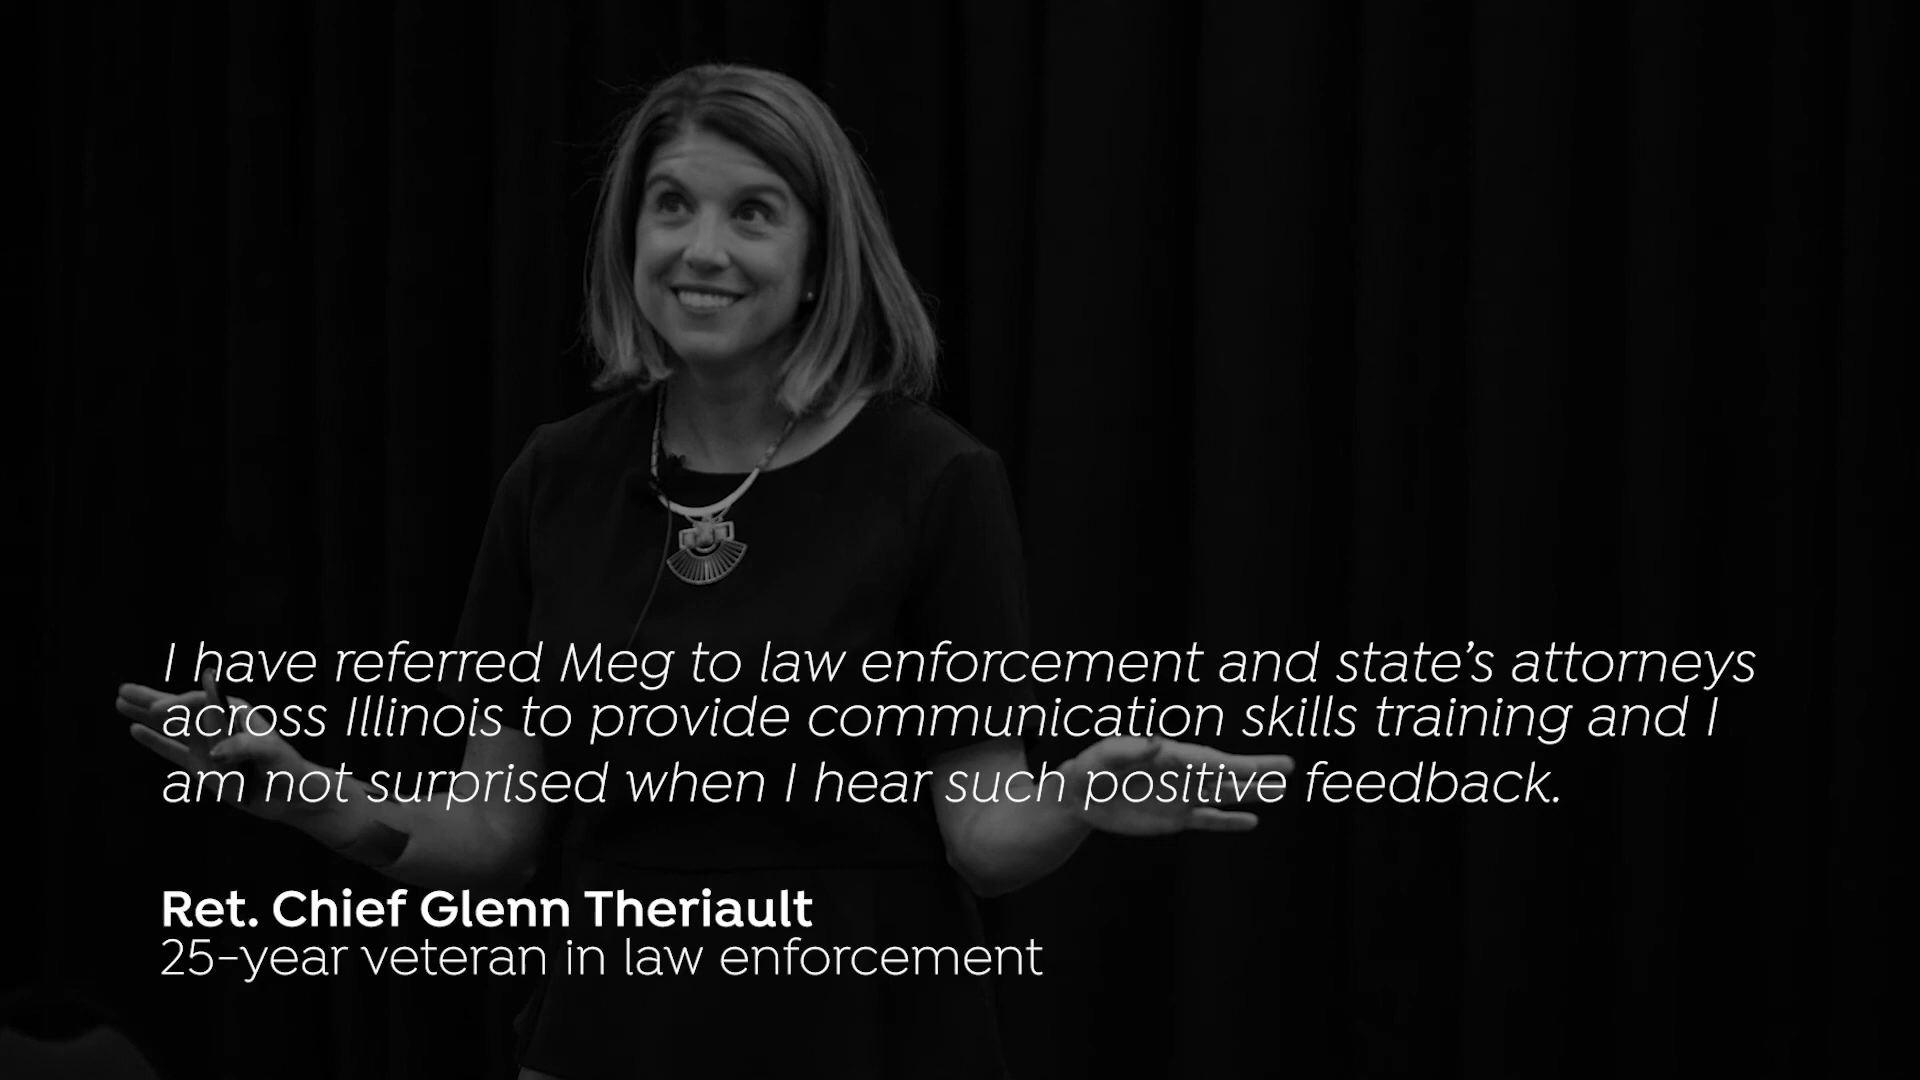 I have referred Meg to law enforcement and state’s attorneys
across Illinois to provide communication skills training and I
am not surprised when I hear such positive feedback.
Ret. Chief Glenn Theriault
25-year veteran in law enforcement